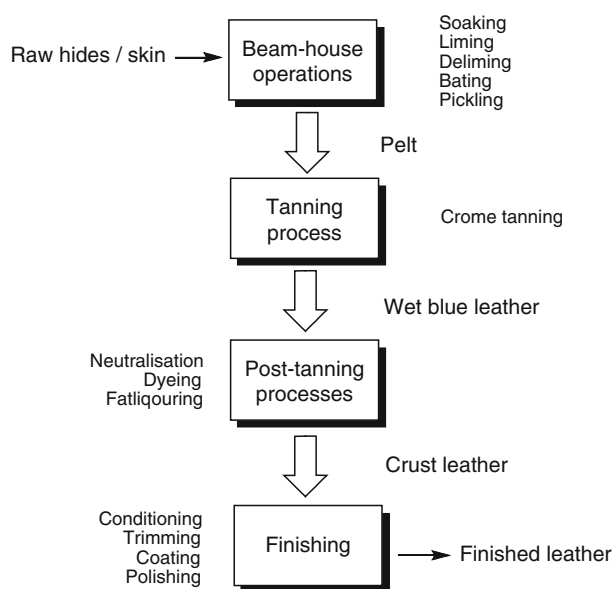 Raw hides / skin
Beam-house
operations
Soaking
Liming
Deliming
Bating
Pickling
Pelt
Tanning
process
Crome tanning
Wet blue leather
Neutralisation
Dyeing
Fatliqouring
Post-tanning
processes
Crust leather
Conditioning
Trimming
Coating
Polishing
Finishing
Finished leather